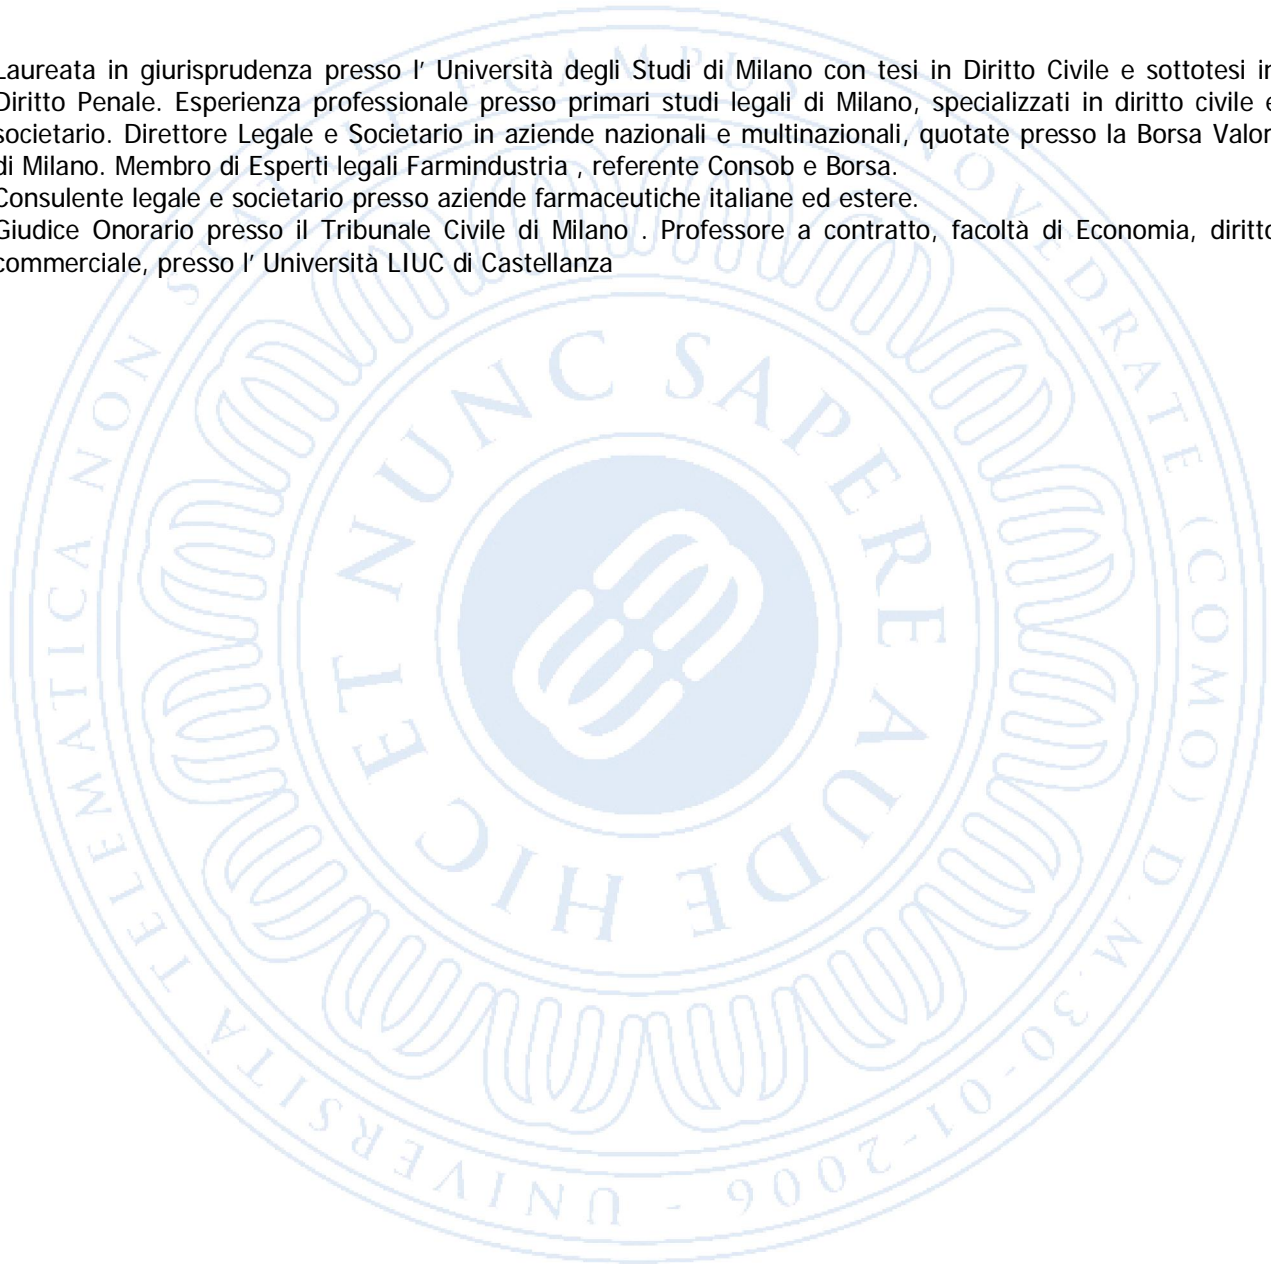 Laureata in giurisprudenza presso l' Università degli Studi di Milano con tesi in Diritto Civile e sottotesi in
Diritto Penale. Esperienza professionale presso primari studi legali di Milano, specializzati in diritto civile e
societario. Direttore Legale e Societario in aziende nazionali e multinazionali, quotate presso la Borsa Valori
di Milano. Membro di Esperti legali Farmindustria , referente Consob e Borsa.
Consulente legale e societario presso aziende farmaceutiche italiane ed estere.
Giudice Onorario presso il Tribunale Civile di Milano . Professore a contratto, facoltà di Economia, diritto
commerciale, presso l' Università LIUC di Castellanza
UNIVERSITÀ TELEMATICA NON STATALE ECAMPUS NOVEDRATE (COMO) D.M. 30-01-2006 -
HIC ET NUNC SAPERE AUDE